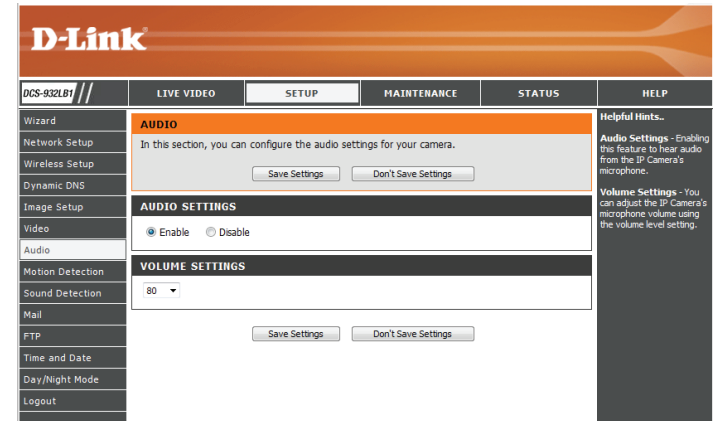 D-Link
DCS-932LB1
LIVE VIDEO
SETUP
MAINTENANCE
STATUS
HELP
Wizard
Network Setup
Wireless Setup
Dynamic DNS
Image Setup
Video
Audio
Motion Detection
Sound Detection
Mail
FTP
Time and Date
Day/Night Mode
Logout
AUDIO
In this section, you can configure the audio settings for your camera.
Save Settings
Don't Save Settings
AUDIO SETTINGS
Enable
Disable
VOLUME SETTINGS
80
Save Settings
Don't Save Settings
Helpful Hints..
Audio Settings - Enabling
this feature to hear audio
from the IP Camera's
microphone.
Volume Settings - You
can adjust the IP Camera's
microphone volume using
the volume level setting.